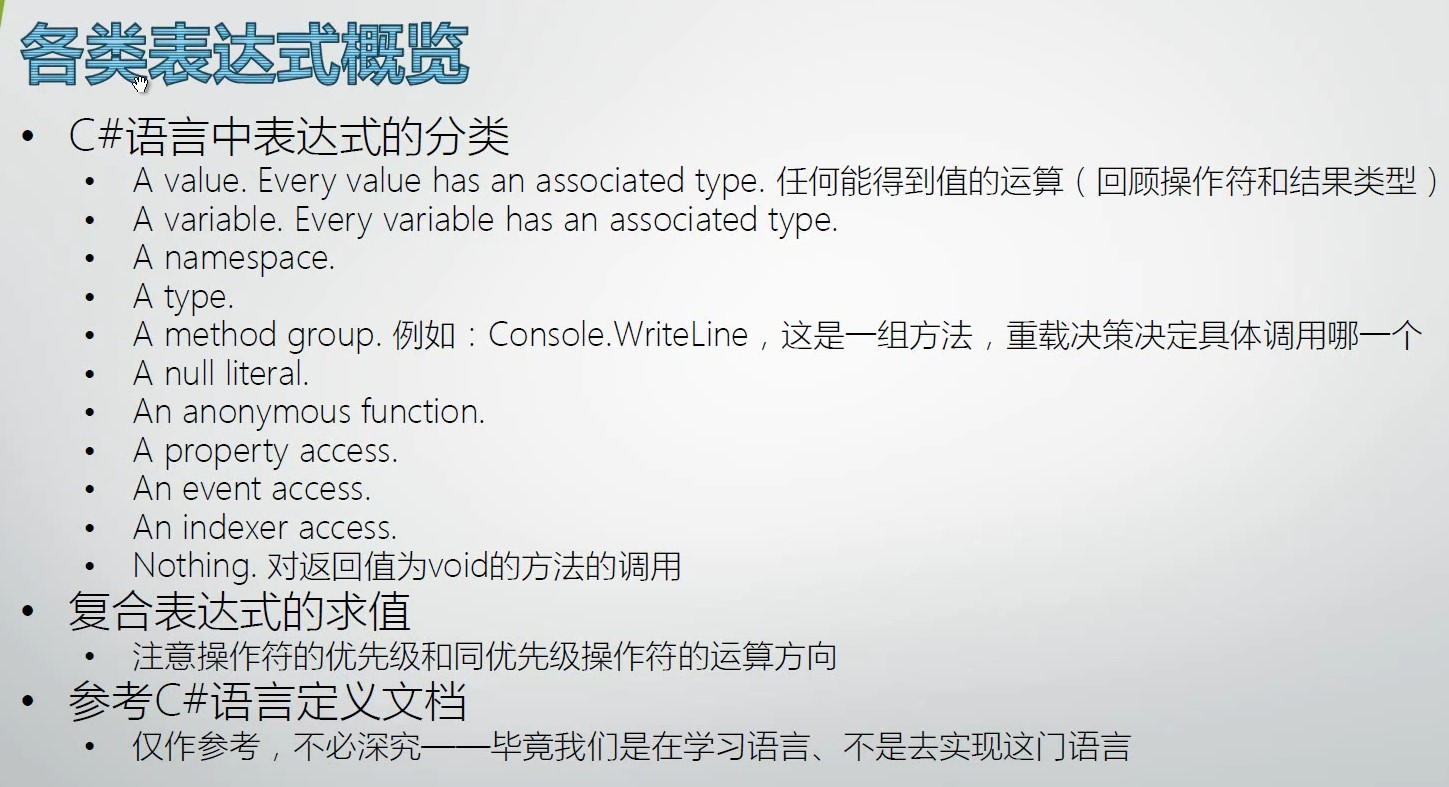 各类表达式概览
• C#语言中表达式的分类
• A value. Every value has an associated type. 任何能得到值的运算（回顾操作符和结果类型）
• A variable. Every variable has an associated type.
• A namespace.
• A type.
• A method group. 例如：Console.WriteLine，这是一组方法，重载决策决定具体调用哪一个
• A null literal.
• An anonymous function.
• A property access.
• An event access.
• An indexer access.
• Nothing. 对返回值为void的方法的调用
• 复合表达式的求值
• 注意操作符的优先级和同优先级操作符的运算方向
• 参考C#语言定义文档
• 仅作参考，不必深究——毕竟我们是在学习语言、不是去实现这门语言